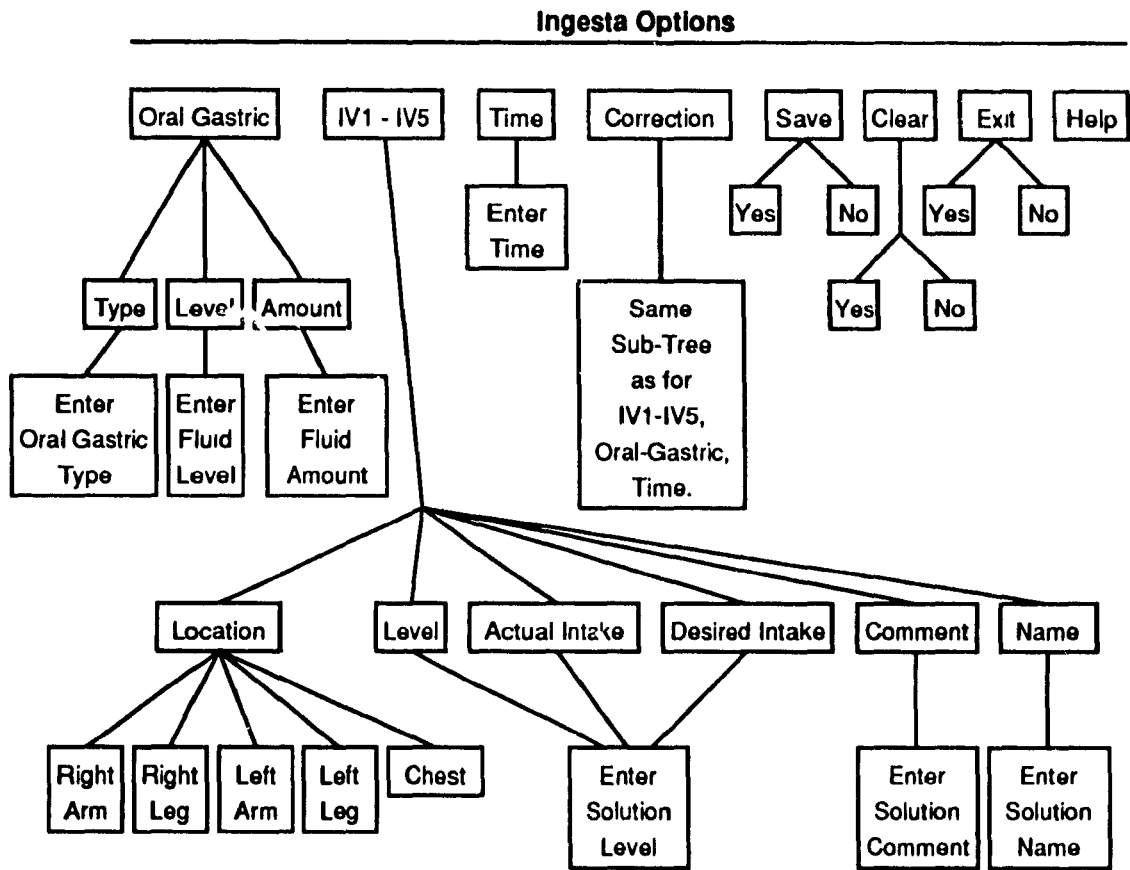 Ingesta Options
Oral Gastric
IV1 - IV5
Time
Correction
Save
Clear
Exit
Help
Enter
Time
Yes
No
Yes
No
Type
Level
Amount
Same
Sub-Tree
as for
IV1-IV5,
Oral-Gastric,
Time.
Yes
No
Enter
Oral Gastric
Type
Enter
Fluid
Level
Enter
Fluid
Amount
Location
Level
Actual Intake
Desired Intake
Comment
Name
Right
Arm
Right
Leg
Left
Arm
Left
Leg
Chest
Enter
Solution
Level
Enter
Solution
Comment
Enter
Solution
Name